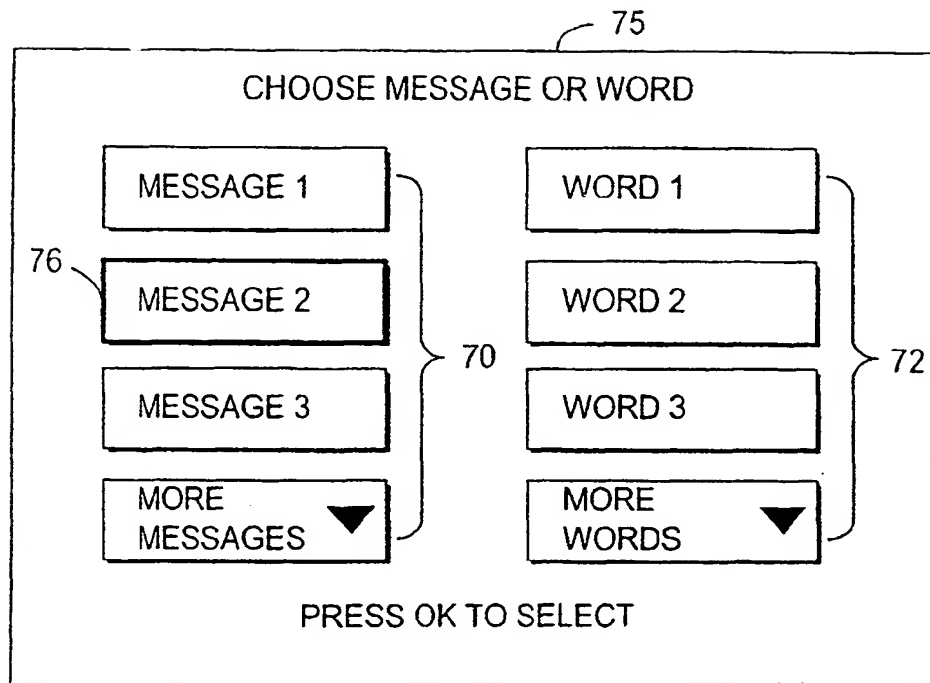 75
CHOOSE MESSAGE OR WORD
MESSAGE 1
WORD 1
76
MESSAGE 2
WORD 2
70
72
MESSAGE 3
WORD 3
MORE
MESSAGES
MORE
WORDS
PRESS OK TO SELECT